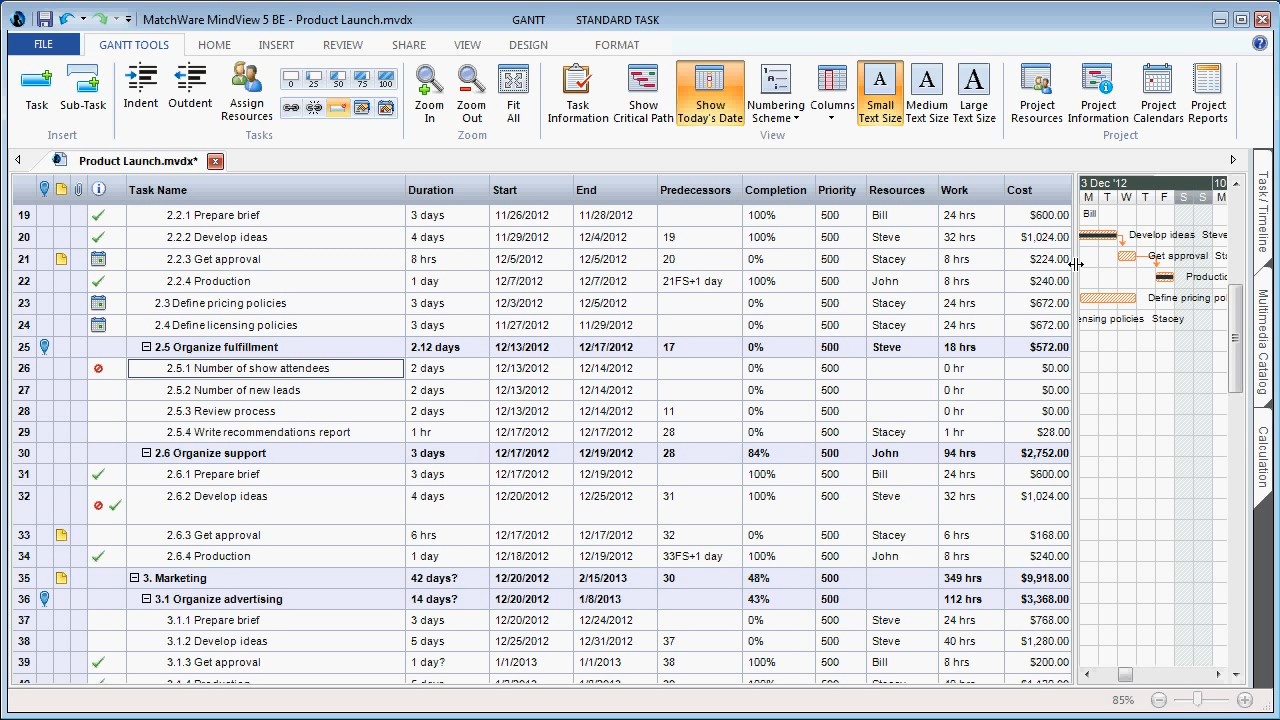 MatchWare MindView 5 BE - Product Launch.mvdx* GANTT STANDARD TASK
FILE GANTT TOOLS HOME INSERT REVIEW SHARE VIEW DESIGN FORMAT
0 25 50 75 100
Task Sub-Task Indent Outdent Assign Resources Zoom In Zoom Out Fit All Task Information Show Critical Path Show Today's Date Numbering Scheme Columns Small Text Size Medium Text Size Large Text Size Project Resources Project Information Project Calendars Project Reports
Insert Tasks Zoom View Project
Product Launch.mvdx*
Task Name Duration Start End Predecessors Completion Priority Resources Work Cost 3 Dec '12 10
M T W T F S S M
19 2.2.1 Prepare brief 3 days 11/26/2012 11/28/2012 100% 500 Bill 24 hrs $600.00 Bill
20 2.2.2 Develop ideas 4 days 11/29/2012 12/4/2012 19 100% 500 Steve 32 hrs $1,024.00 Develop ideas Steve
21 2.2.3 Get approval 8 hrs 12/5/2012 12/5/2012 20 0% 500 Stacey 8 hrs $224.00 Get approval Sta
22 2.2.4 Production 1 day 12/7/2012 12/7/2012 21FS+1 day 100% 500 John 8 hrs $240.00 Productio
23 2.3 Define pricing policies 3 days 12/3/2012 12/5/2012 0% 500 Stacey 24 hrs $672.00 Define pricing pol
24 2.4 Define licensing policies 3 days 11/27/2012 11/29/2012 0% 500 Stacey 24 hrs $672.00 ensing policies Stacey
25 2.5 Organize fulfillment 2.12 days 12/13/2012 12/17/2012 17 0% 500 Steve 18 hrs $572.00
26 2.5.1 Number of show attendees 2 days 12/13/2012 12/14/2012 0% 500 0 hr $0.00
27 2.5.2 Number of new leads 2 days 12/13/2012 12/14/2012 0% 500 0 hr $0.00
28 2.5.3 Review process 2 days 12/13/2012 12/14/2012 11 0% 500 0 hr $0.00
29 2.5.4 Write recommendations report 1 hr 12/17/2012 12/17/2012 28 0% 500 Stacey 1 hr $28.00
30 2.6 Organize support 3 days 12/17/2012 12/19/2012 28 84% 500 John 94 hrs $2,752.00
31 2.6.1 Prepare brief 3 days 12/17/2012 12/19/2012 100% 500 Bill 24 hrs $600.00
32 2.6.2 Develop ideas 4 days 12/20/2012 12/25/2012 31 100% 500 Steve 32 hrs $1,024.00
33 2.6.3 Get approval 6 hrs 12/17/2012 12/17/2012 32 0% 500 Stacey 6 hrs $168.00
34 2.6.4 Production 1 day 12/18/2012 12/19/2012 33FS+1 day 100% 500 John 8 hrs $240.00
35 3. Marketing 42 days? 12/20/2012 2/15/2013 30 48% 500 349 hrs $9,918.00
36 3.1 Organize advertising 14 days? 12/20/2012 1/8/2013 43% 500 112 hrs $3,368.00
37 3.1.1 Prepare brief 3 days 12/20/2012 12/24/2012 0% 500 Steve 24 hrs $768.00
38 3.1.2 Develop ideas 5 days 12/25/2012 12/31/2012 37 0% 500 Steve 40 hrs $1,280.00
39 3.1.3 Get approval 1 day? 1/1/2013 1/1/2013 38 100% 500 Bill 8 hrs $200.00
Task / Timeline
Multimedia Catalog
Calculation
85%